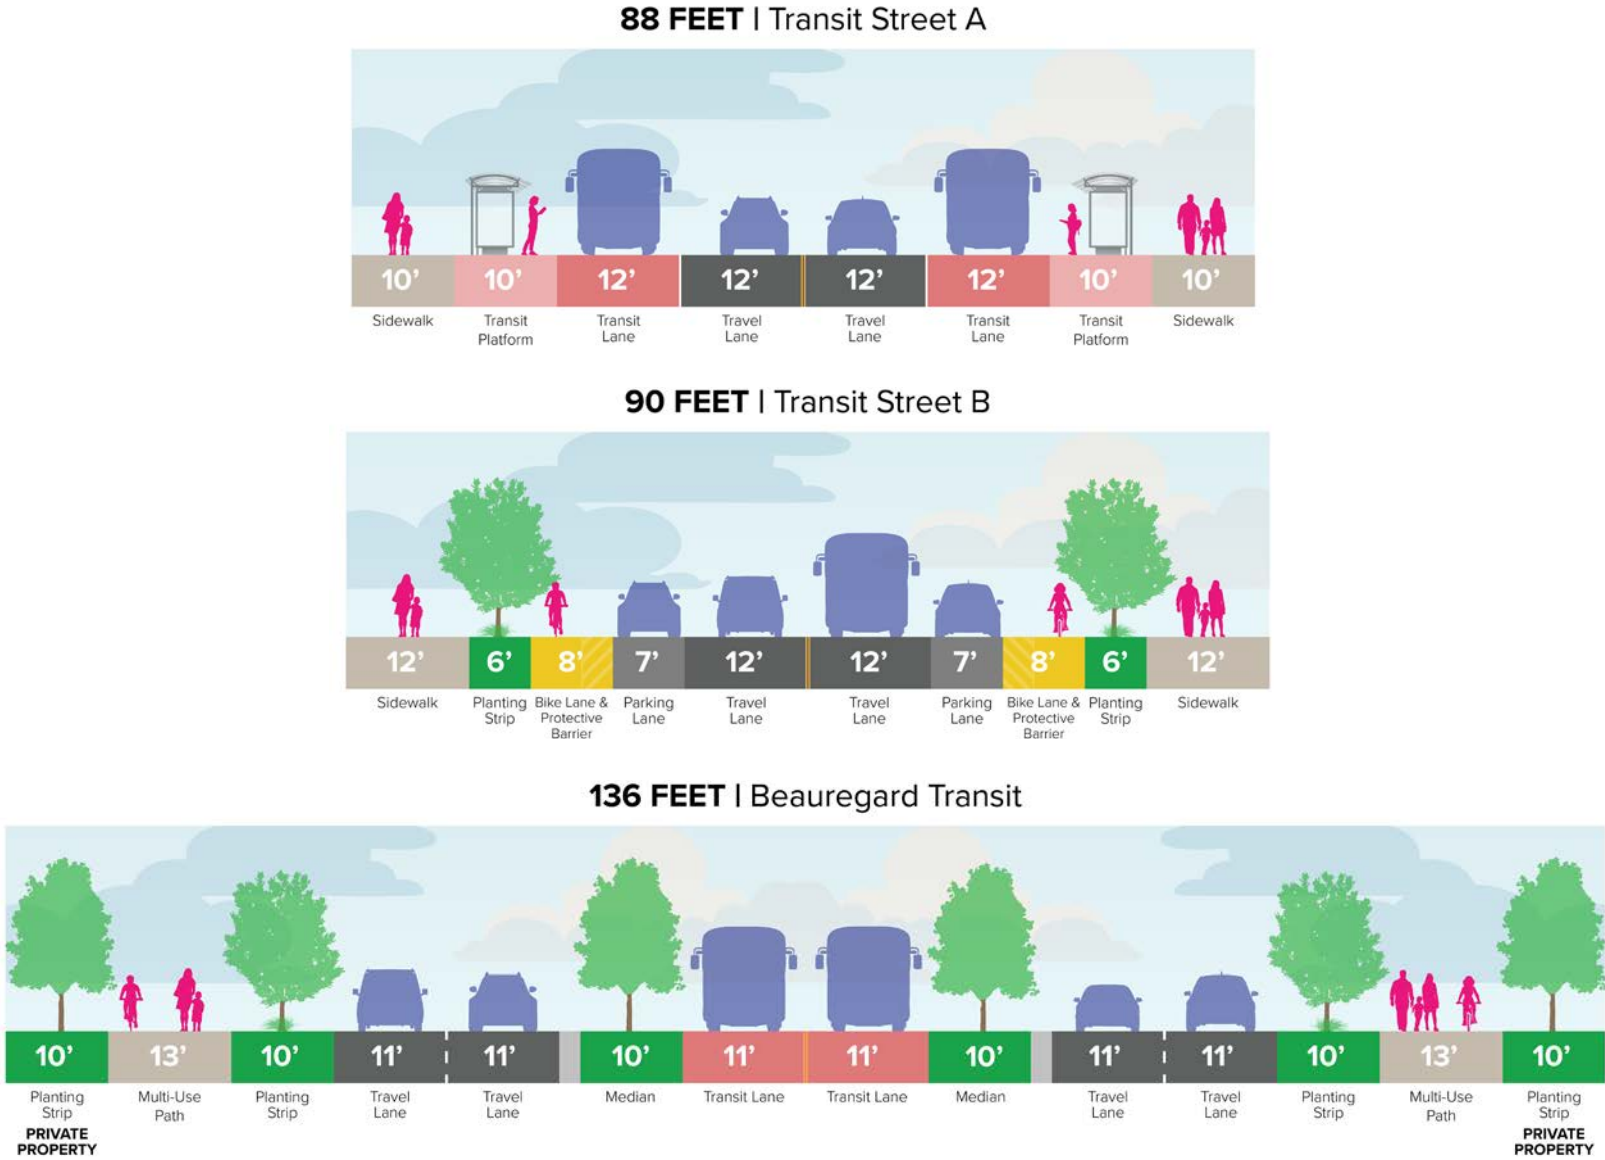 88 FEET | Transit Street A
10’ 10’ 12’ 12’ 12’ 12’ 10’ 10’
Sidewalk Transit Transit Travel Travel Transit Transit Sidewalk
Platform Lane Lane Lane Lane Platform
90 FEET | Transit Street B
12’ 6’ 8’ 7’ 12’ 12’ 7’ 8’ 6’ 12’
Sidewalk Planting Bike Lane & Parking Travel Travel Parking Bike Lane & Planting Sidewalk
Strip Protective Lane Lane Lane Lane Protective Strip
Barrier Barrier
136 FEET | Beauregard Transit
10’ 13’ 10’ 11’ 11’ 10’ 11’ 11’ 10’ 11’ 11’ 10’ 13’ 10’
Planting Multi-Use Planting Travel Travel Median Transit Lane Transit Lane Median Travel Travel Planting Multi-Use Planting
Strip Path Strip Lane Lane Lane Lane Strip Path Strip
PRIVATE PRIVATE
PROPERTY PROPERTY